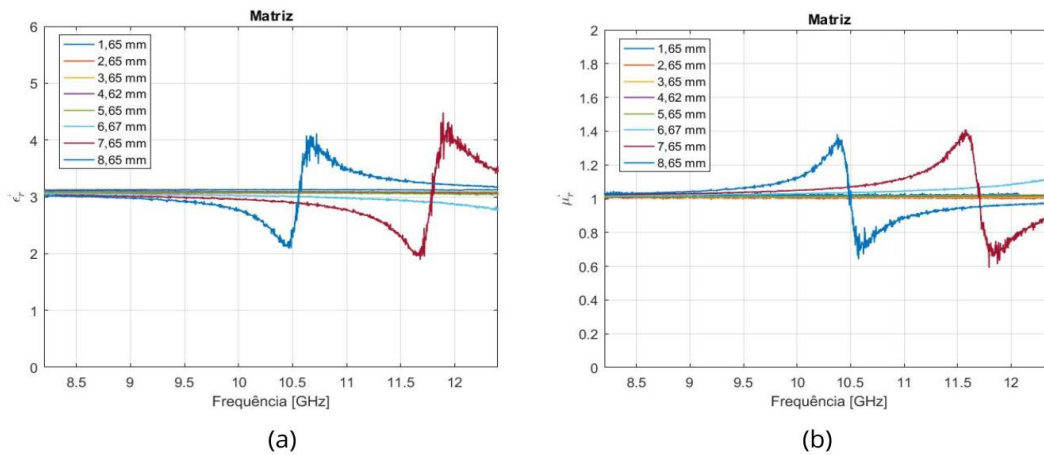 Matriz
6
5
4
3
2
1
0
ϵ'r
1,65 mm
2,65 mm
3,65 mm
4,62 mm
5,65 mm
6,67 mm
7,65 mm
8,65 mm
8.5 9 9.5 10 10.5 11 11.5 12
Frequência [GHz]
(a)
Matriz
2
1.8
1.6
1.4
1.2
1
0.8
0.6
0.4
0.2
0
μ'r
1,65 mm
2,65 mm
3,65 mm
4,62 mm
5,65 mm
6,67 mm
7,65 mm
8,65 mm
8.5 9 9.5 10 10.5 11 11.5 12
Frequência [GHz]
(b)